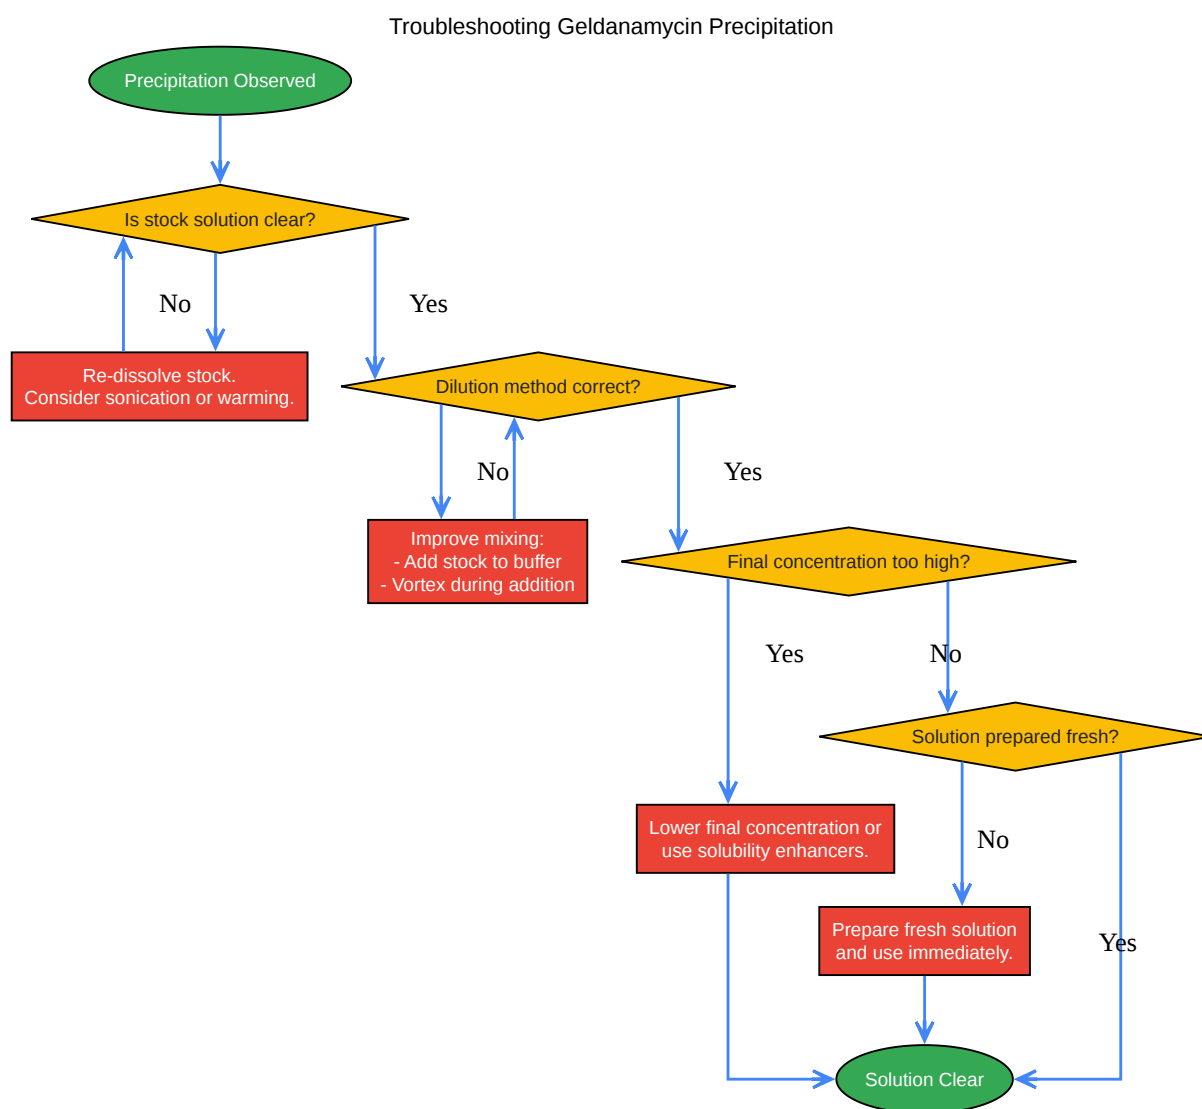 Troubleshooting Geldanamycin Precipitation
Precipitation Observed
Is stock solution clear?
No
Yes
Re-dissolve stock.
Consider sonication or warming.
Dilution method correct?
No
Yes
Improve mixing:
- Add stock to buffer
- Vortex during addition
Final concentration too high?
Yes
No
Solution prepared fresh?
Lower final concentration or
use solubility enhancers.
No
Prepare fresh solution
and use immediately.
Yes
Solution Clear